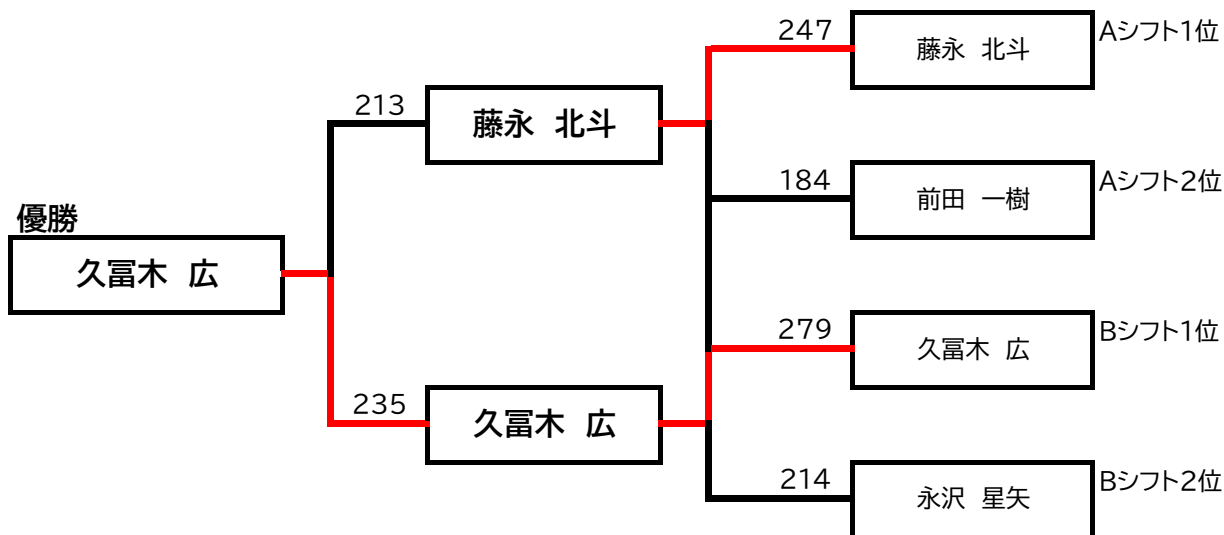 247
藤永 北斗
Aシフト1位
213
藤永 北斗
184
前田 一樹
Aシフト2位
優勝
久冨木 広
279
久冨木 広
Bシフト1位
235
久冨木 広
214
永沢 星矢
Bシフト2位